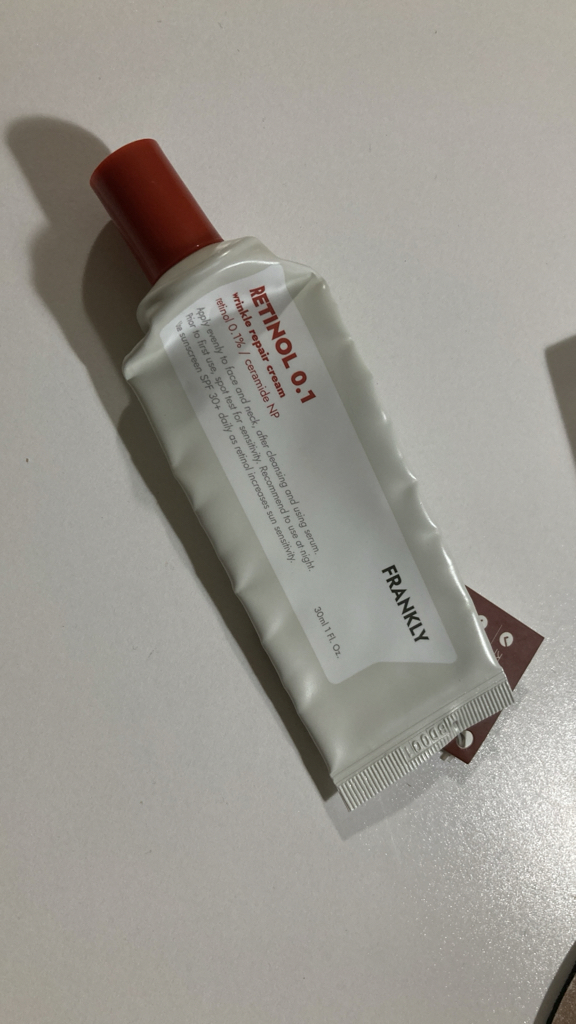 RETINOL 0.1
wrinkle repair cream
retinol 0.1% / ceramide NP
Apply evenly to face and neck, after cleansing and using serum.
Prior to first use, spot test for sensitivity. Recommend to use at night.
sunscreen SPF 30+ daily as retinol increases sun sensitivity.
30ml 1 Fl. Oz.
FRANKLY